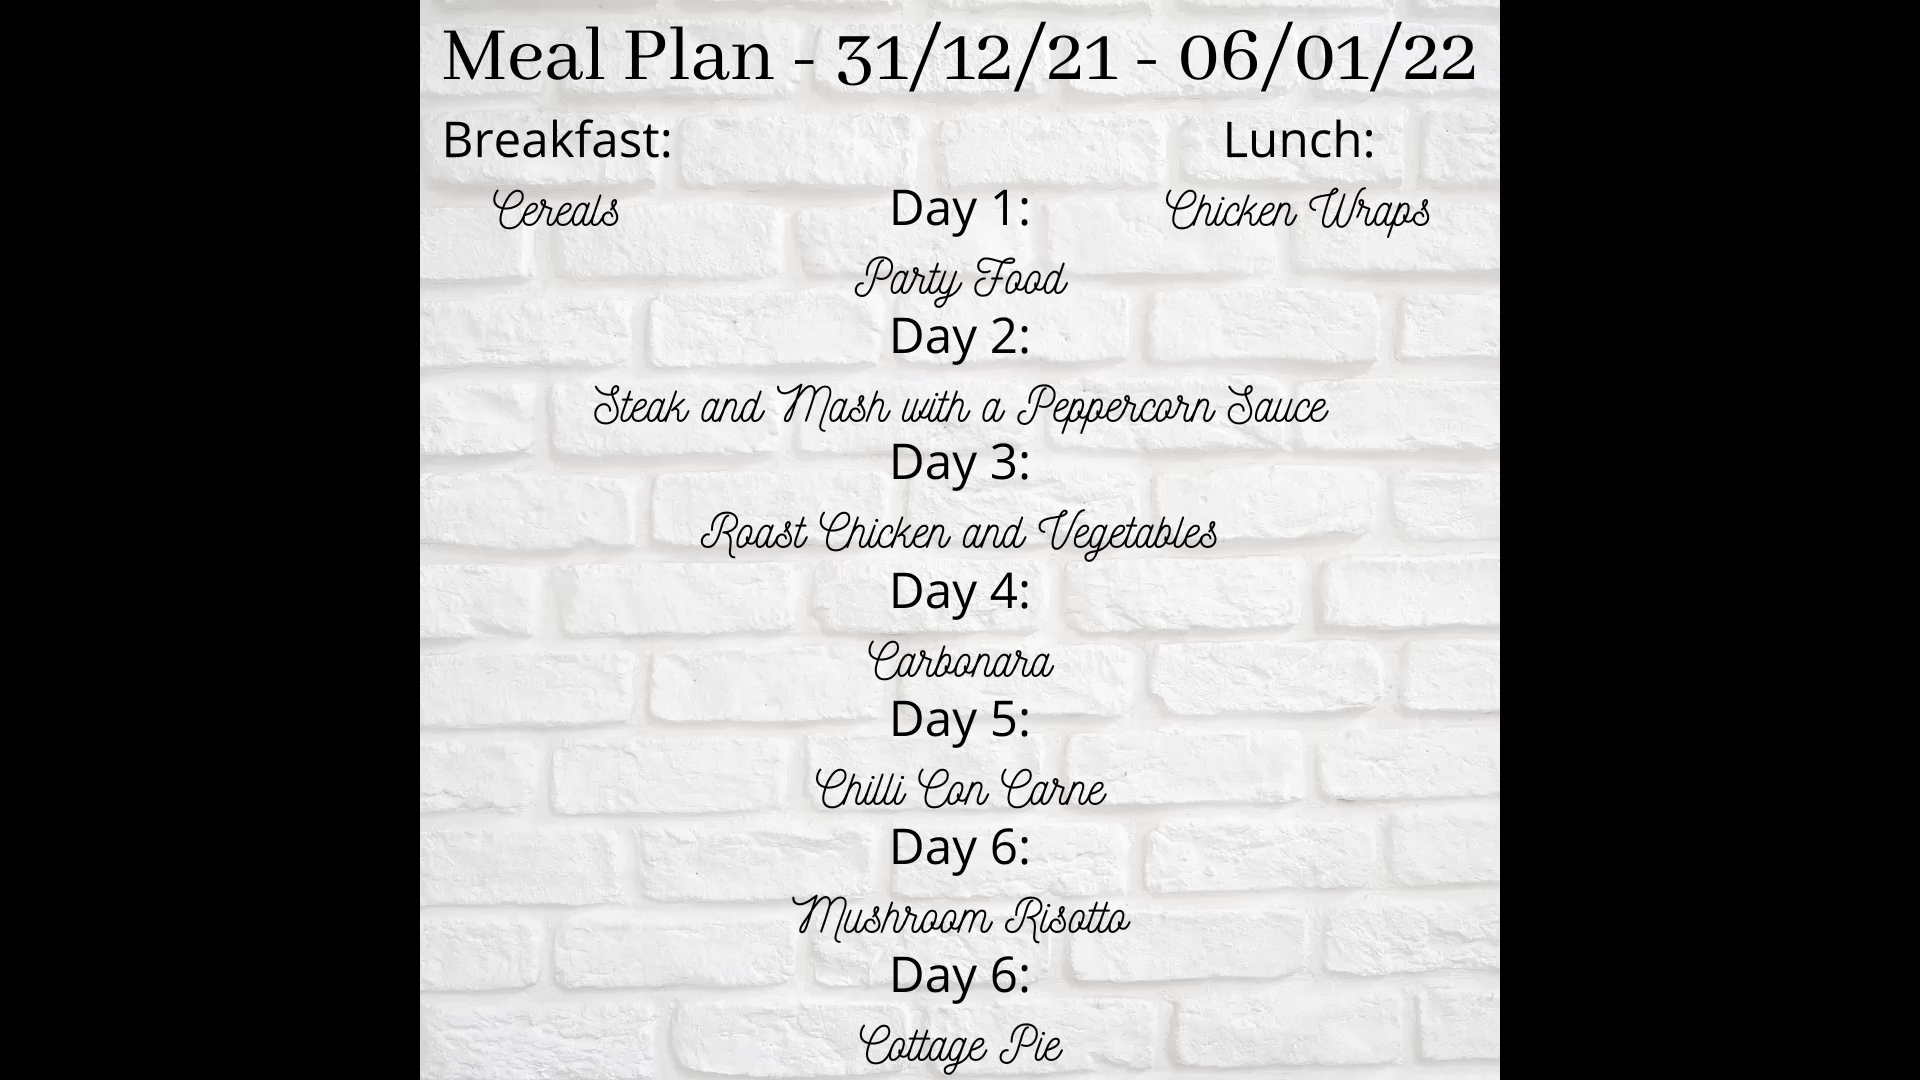 Meal Plan - 31/12/21 - 06/01/22
Breakfast:
Lunch:
Cereals
Day 1:
Chicken Wraps
Party Food
Day 2:
Steak and Mash with a Peppercorn Sauce
Day 3:
Roast Chicken and Vegetables
Day 4:
Carbonara
Day 5:
Chilli Con Carne
Day 6:
Mushroom Risotto
Day 6:
Cottage Pie